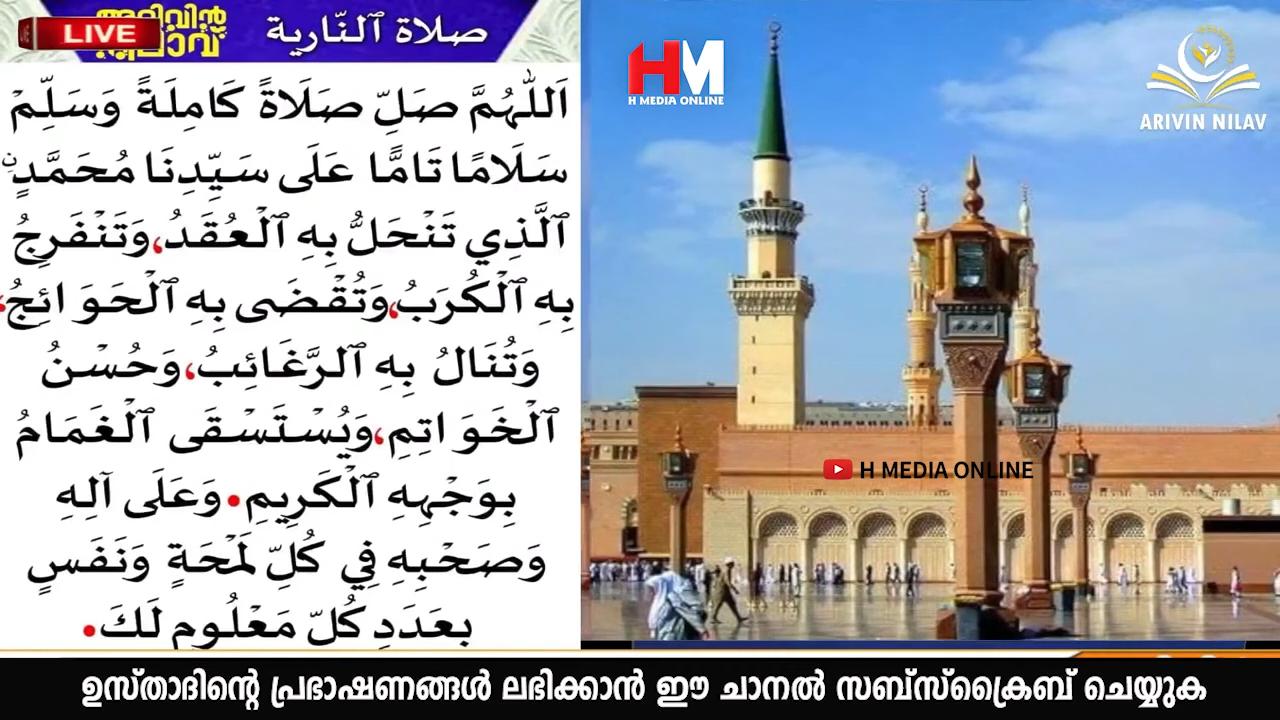 LIVE
صلاة ٱلنّارية
اَللّٰهُمَّ صَلِّ صَلَاةً كَامِلَةً وَسَلِّمْ
سَلَامًا تَامًّا عَلَى سَيِّدِنَا مُحَمَّدٍ ۨ
ٱلَّذِي تَنْحَلُّ بِهِ ٱلْعُقَدُ، وَتَنْفَرِجُ
بِهِ ٱلْكُرَبُ، وَتُقْضَى بِهِ ٱلْحَوَائِجُ،
وَتُنَالُ بِهِ ٱلرَّغَائِبُ، وَحُسْنُ
ٱلْخَوَاتِمِ، وَيُسْتَسْقَى ٱلْغَمَامُ
بِوَجْهِهِ ٱلْكَرِيمِ. وَعَلَى آلِهِ
وَصَحْبِهِ فِي كُلِّ لَمْحَةٍ وَنَفَسٍ
بِعَدَدِ كُلِّ مَعْلُومٍ لَكَ.
HM
H MEDIA ONLINE
ARIVIN NILAV
H MEDIA ONLINE
ഉസ്താദിന്റെ പ്രഭാഷണങ്ങൾ ലഭിക്കാൻ ഈ ചാനൽ സബ്സ്ക്രൈബ് ചെയ്യുക